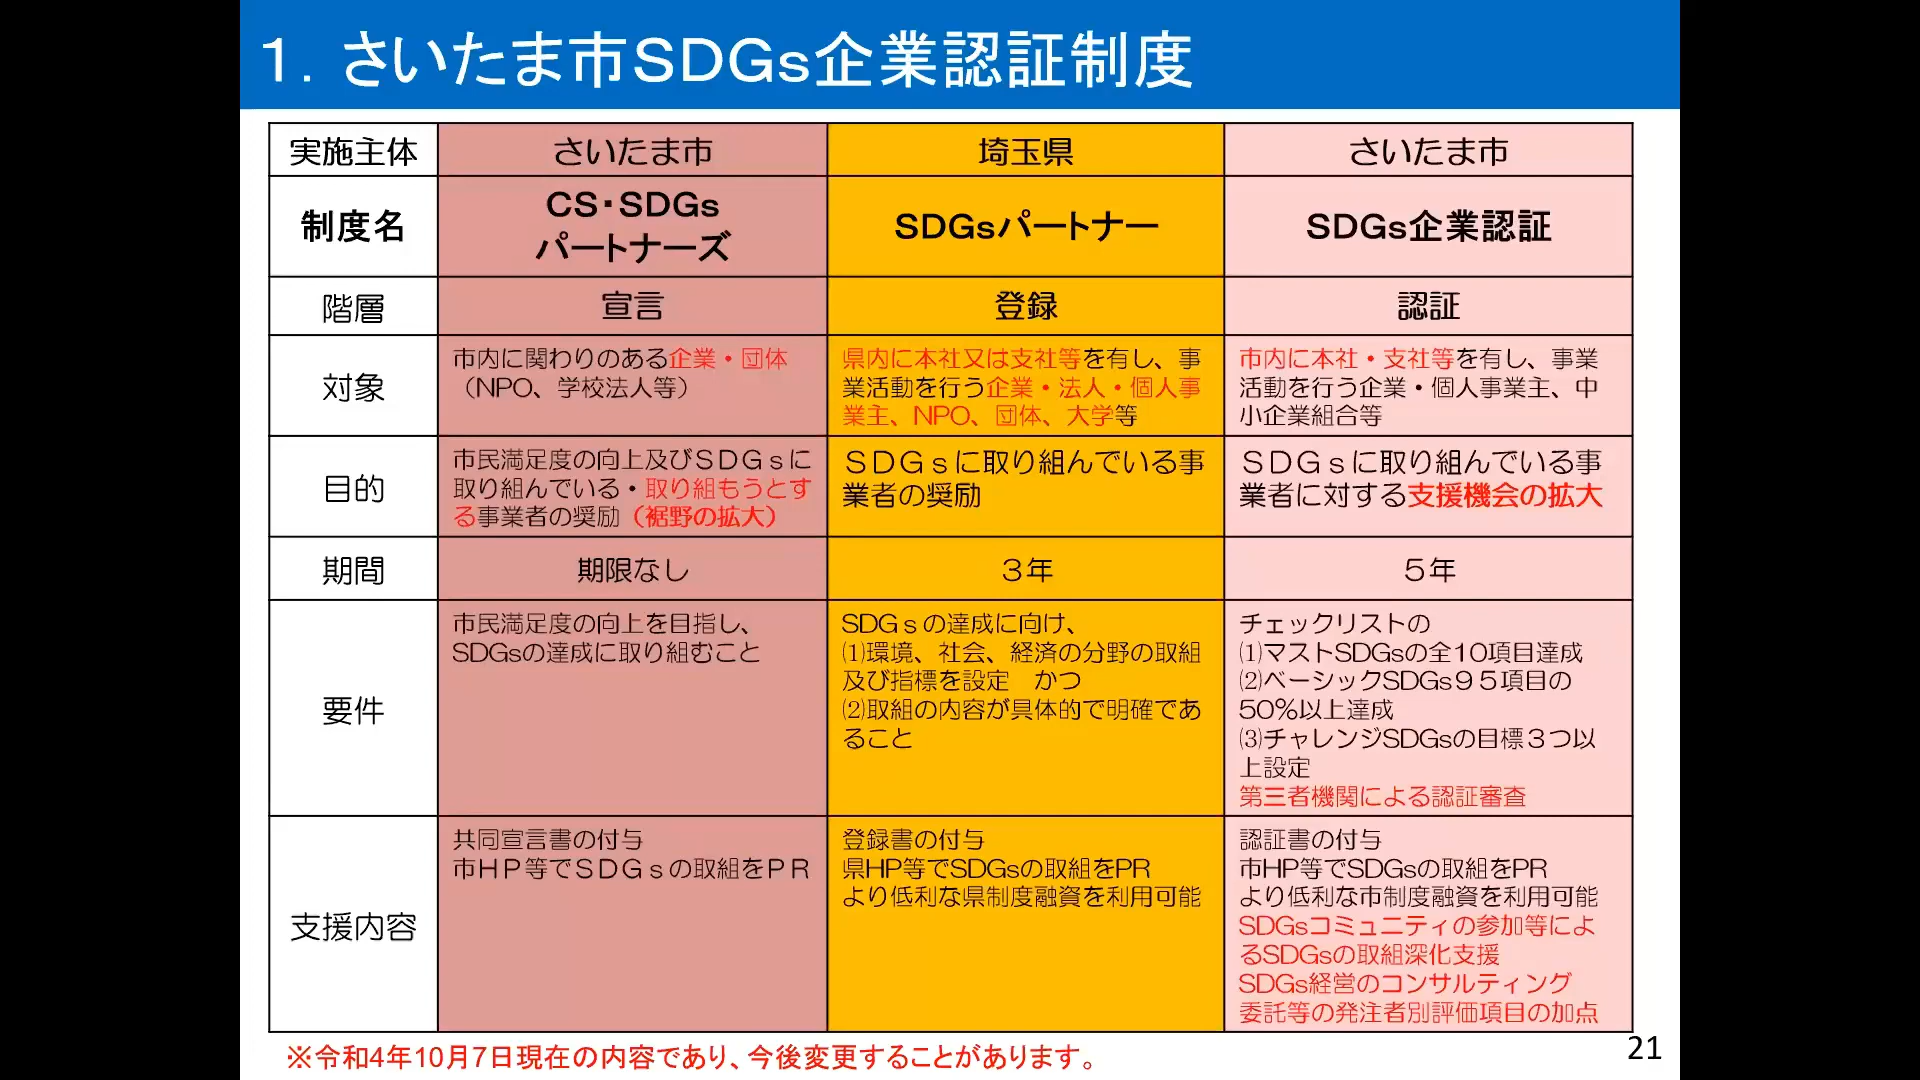 １．さいたま市SDGs企業認証制度
実施主体
さいたま市
埼玉県
さいたま市
制度名
CS・SDGs
パートナーズ
SDGsパートナー
SDGs企業認証
階層
宣言
登録
認証
対象
市内に関わりのある企業・団体
（NPO、学校法人等）
県内に本社又は支社等を有し、事
業活動を行う企業・法人・個人事
業主、NPO、団体、大学等
市内に本社・支社等を有し、事業
活動を行う企業・個人事業主、中
小企業組合等
目的
市民満足度の向上及びＳＤＧｓに
取り組んでいる・取り組もうとす
る事業者の奨励（裾野の拡大）
ＳＤＧｓに取り組んでいる事
業者の奨励
ＳＤＧｓに取り組んでいる事
業者に対する支援機会の拡大
期間
期限なし
３年
５年
要件
市民満足度の向上を目指し、
SDGsの達成に取り組むこと
SDGｓの達成に向け、
⑴環境、社会、経済の分野の取組
及び指標を設定　かつ
⑵取組の内容が具体的で明確であ
ること
チェックリストの
⑴マストSDGsの全10項目達成
⑵ベーシックSDGs９５項目の
50%以上達成
⑶チャレンジSDGsの目標３つ以
上設定
第三者機関による認証審査
支援内容
共同宣言書の付与
市ＨＰ等でＳＤＧｓの取組をＰＲ
登録書の付与
県HP等でSDGsの取組をPR
より低利な県制度融資を利用可能
認証書の付与
市HP等でSDGsの取組をPR
より低利な市制度融資を利用可能
SDGsコミュニティの参加等によ
るSDGsの取組深化支援
SDGs経営のコンサルティング
委託等の発注者別評価項目の加点
※令和4年10月7日現在の内容であり、今後変更することがあります。
21